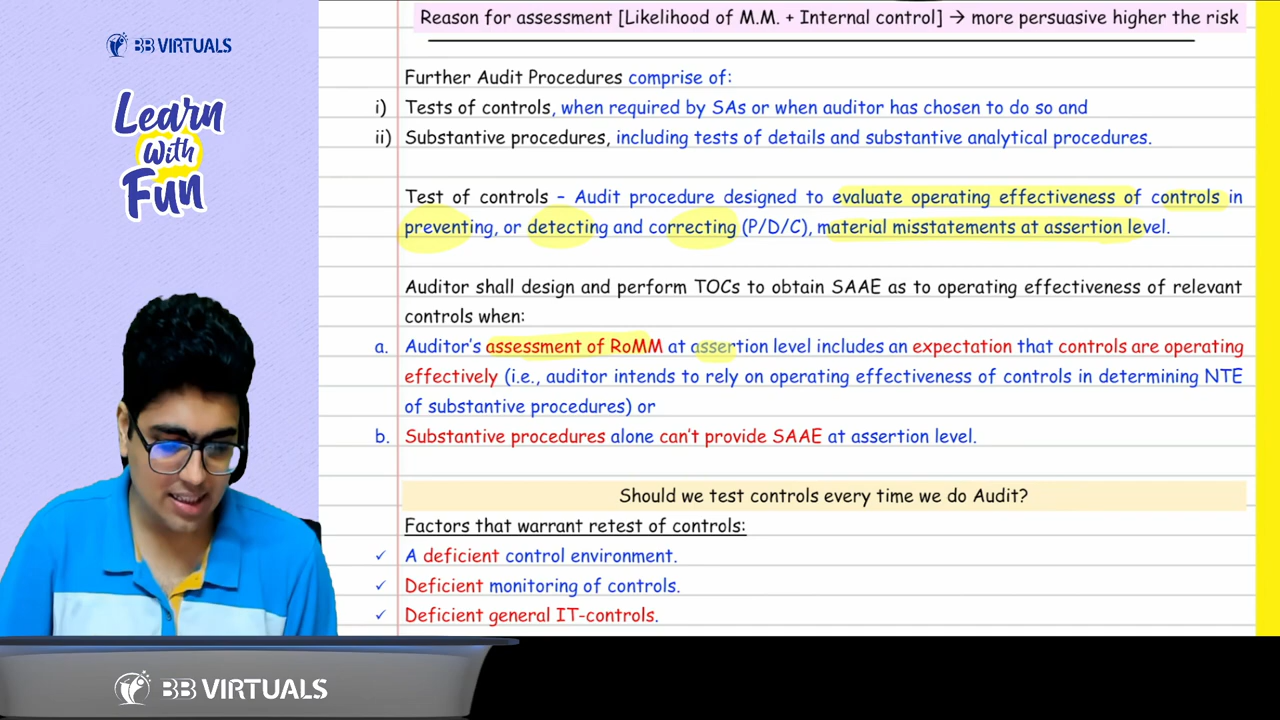 BB VIRTUALS
Learn
With
Fun
Reason for assessment [Likelihood of M.M. + Internal control] → more persuasive higher the risk
Further Audit Procedures comprise of:
i) Tests of controls, when required by SAs or when auditor has chosen to do so and
ii) Substantive procedures, including tests of details and substantive analytical procedures.
Test of controls – Audit procedure designed to evaluate operating effectiveness of controls in
preventing, or detecting and correcting (P/D/C), material misstatements at assertion level.
Auditor shall design and perform TOCs to obtain SAAE as to operating effectiveness of relevant
controls when:
a. Auditor's assessment of RoMM at assertion level includes an expectation that controls are operating
effectively (i.e., auditor intends to rely on operating effectiveness of controls in determining NTE
of substantive procedures) or
b. Substantive procedures alone can't provide SAAE at assertion level.
Should we test controls every time we do Audit?
Factors that warrant retest of controls:
✓ A deficient control environment.
✓ Deficient monitoring of controls.
✓ Deficient general IT-controls.
BB VIRTUALS